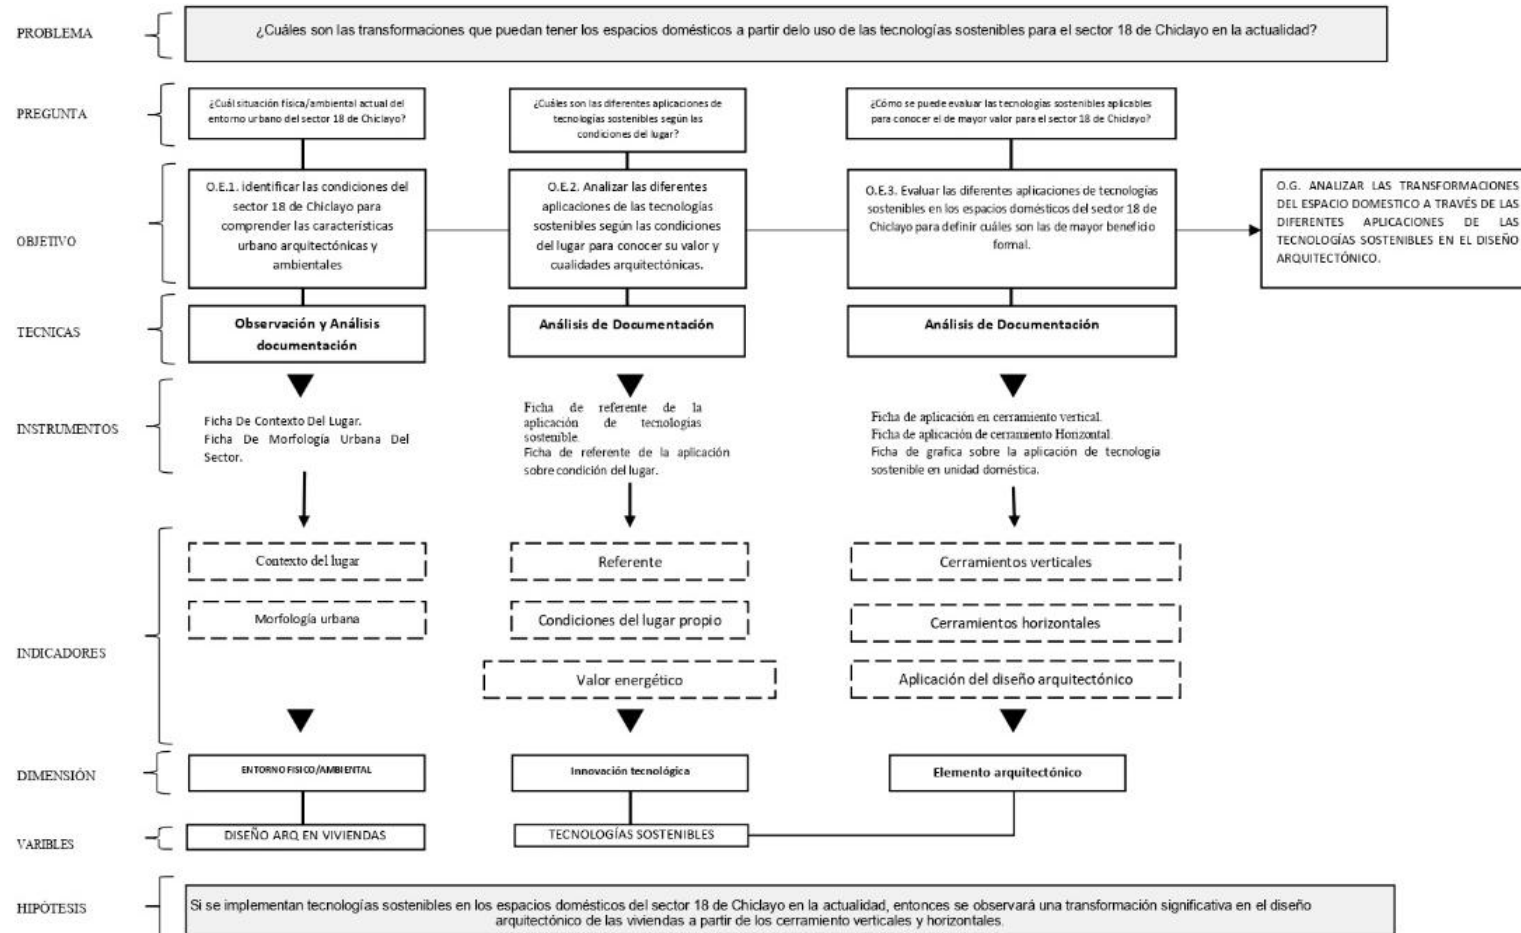 PROBLEMA
¿Cuáles son las transformaciones que puedan tener los espacios domésticos a partir delo uso de las tecnologías sostenibles para el sector 18 de Chiclayo en la actualidad?
PREGUNTA
¿Cuál situación física/ambiental actual del
entorno urbano del sector 18 de Chiclayo?
¿Cuáles son las diferentes aplicaciones de
tecnologías sostenibles según las
condiciones del lugar?
¿Cómo se puede evaluar las tecnologías sostenibles aplicables
para conocer el de mayor valor para el sector 18 de Chiclayo?
OBJETIVO
O.E.1. identificar las condiciones del
sector 18 de Chiclayo para
comprender las características
urbano arquitectónicas y
ambientales
O.E.2. Analizar las diferentes
aplicaciones de las tecnologías
sostenibles según las condiciones
del lugar para conocer su valor y
cualidades arquitectónicas.
O.E.3. Evaluar las diferentes aplicaciones de tecnologías
sostenibles en los espacios domésticos del sector 18 de
Chiclayo para definir cuáles son las de mayor beneficio
formal.
O.G. ANALIZAR LAS TRANSFORMACIONES
DEL ESPACIO DOMESTICO A TRAVÉS DE LAS
DIFERENTES APLICACIONES DE LAS
TECNOLOGÍAS SOSTENIBLES EN EL DISEÑO
ARQUITECTÓNICO.
TECNICAS
Observación y Análisis
documentación
Análisis de Documentación
Análisis de Documentación
INSTRUMENTOS
Ficha De Contexto Del Lugar.
Ficha De Morfología Urbana Del
Sector.
Ficha de referente de la
aplicación de tecnologías
sostenible.
Ficha de referente de la aplicación
sobre condición del lugar.
Ficha de aplicación en cerramiento vertical.
Ficha de aplicación de cerramiento Horizontal.
Ficha de grafica sobre la aplicación de tecnología
sostenible en unidad doméstica.
INDICADORES
Contexto del lugar
Morfología urbana
Referente
Condiciones del lugar propio
Valor energético
Cerramientos verticales
Cerramientos horizontales
Aplicación del diseño arquitectónico
DIMENSIÓN
ENTORNO FISICO/AMBIENTAL
Innovación tecnológica
Elemento arquitectónico
VARIBLES
DISEÑO ARQ EN VIVIENDAS
TECNOLOGÍAS SOSTENIBLES
HIPÓTESIS
Si se implementan tecnologías sostenibles en los espacios domésticos del sector 18 de Chiclayo en la actualidad, entonces se observará una transformación significativa en el diseño
arquitectónico de las viviendas a partir de los cerramiento verticales y horizontales.